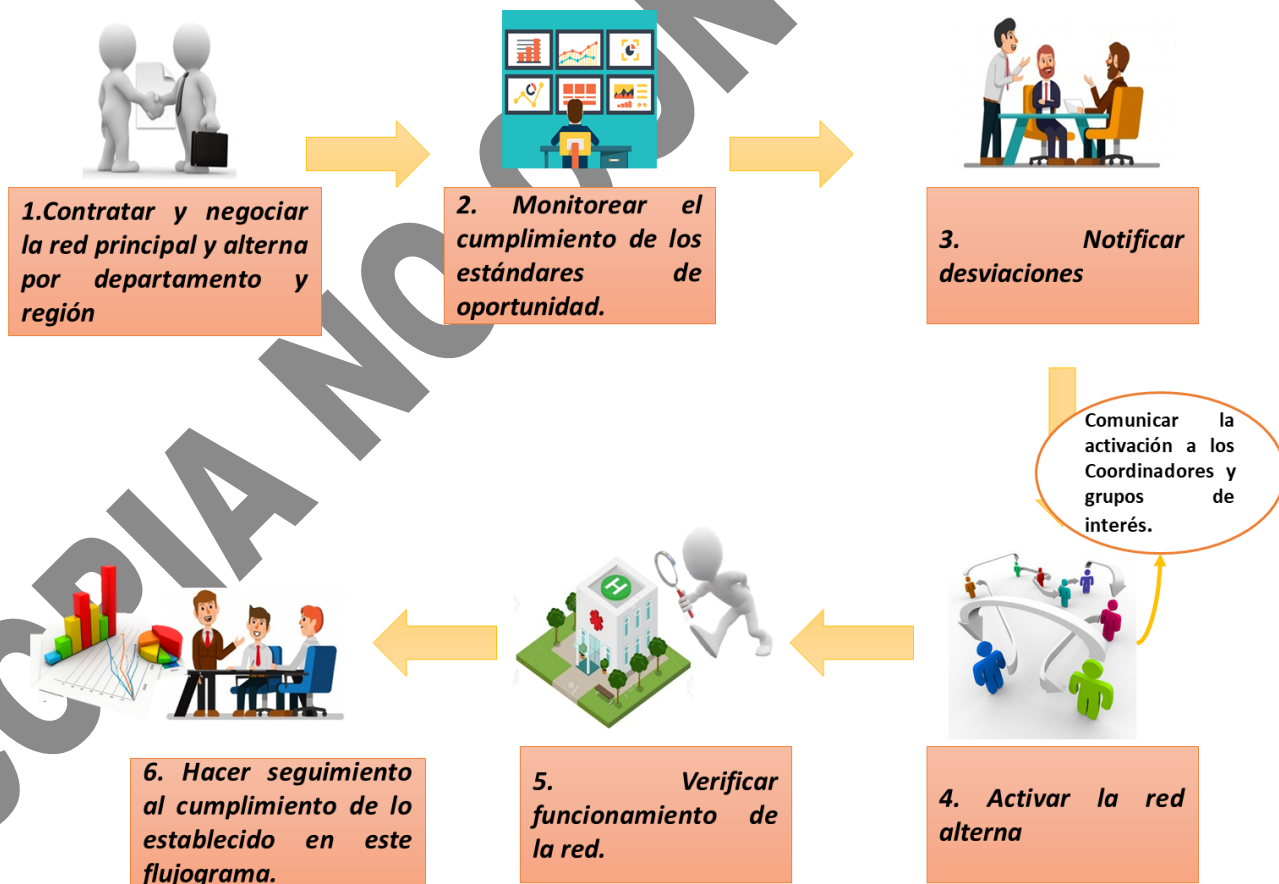 1.Contratar y negociar
la red principal y alterna
por departamento y
región
2. Monitorear el
cumplimiento de los
estándares de
oportunidad.
3. Notificar
desviaciones
Comunicar la
activación a los
Coordinadores y
grupos de
interés.
4. Activar la red
alterna
5. Verificar
funcionamiento de
la red.
6. Hacer seguimiento
al cumplimiento de lo
establecido en este
flujograma.
COPIA NO CON
H